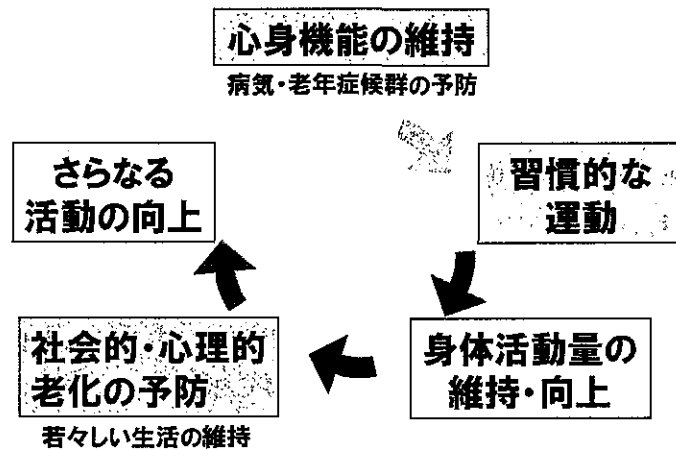 心身機能の維持
病気・老年症候群の予防
習慣的な
運動
身体活動量の
維持・向上
社会的・心理的
老化の予防
若々しい生活の維持
さらなる
活動の向上